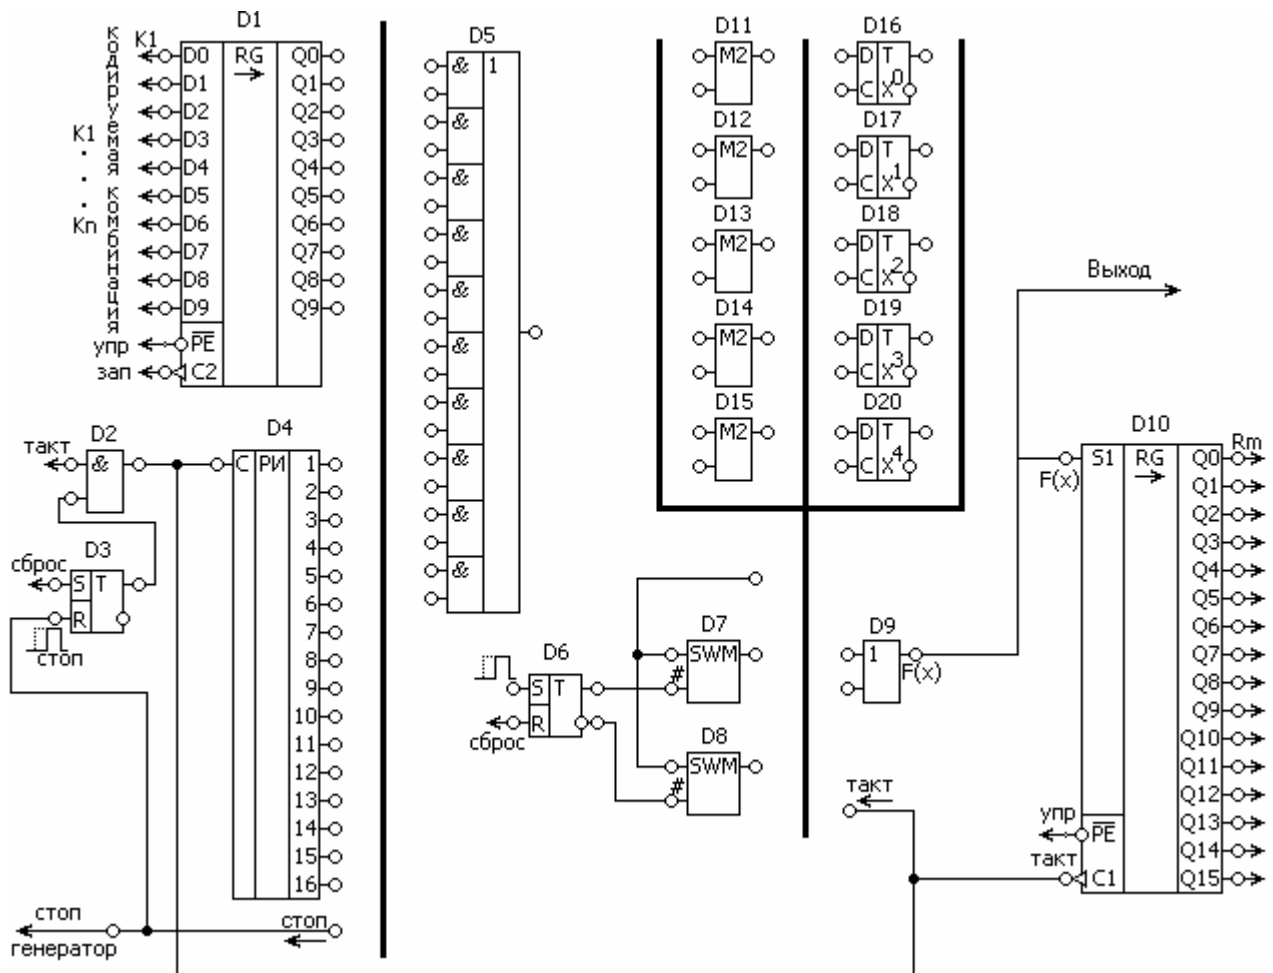 D1
кодируемая комбинация
K1
.
.
.
Kn
K1
D0 RG Q0
D1 Q1
D2 Q2
D3 Q3
D4 Q4
D5 Q5
D6 Q6
D7 Q7
D8 Q8
D9 Q9
упр PE
зап C2
D2
такт & C РИ
D4
1
2
3
4
5
6
7
8
9
10
11
12
13
14
15
16
D3
сброс S T
R
стоп
стоп
генератор
стоп
D5
& 1
&
&
&
&
&
&
&
&
&
D6
S T
R
сброс
D7
SWM
#
D8
SWM
#
D11
M2
D12
M2
D13
M2
D14
M2
D15
M2
D16
D T
C X0
D17
D T
C X1
D18
D T
C X2
D19
D T
C X3
D20
D T
C X4
Выход
D9
1
F(x)
такт
D10
F(x)
S1 RG Q0 Rm
Q1
Q2
Q3
Q4
Q5
Q6
Q7
Q8
Q9
Q10
Q11
Q12
Q13
упр PE Q14
такт C1 Q15